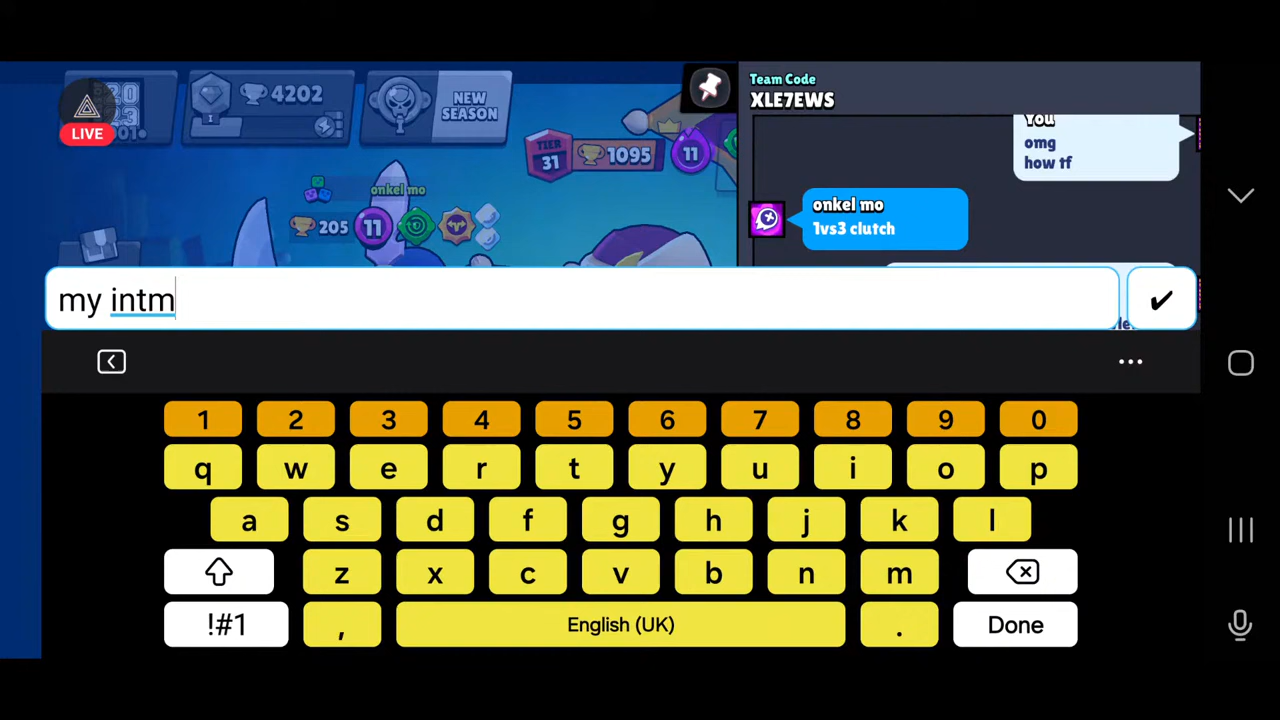 4202
NEW
SEASON
LIVE
TIER
31
1095
11
onkel mo
205
11
Team Code
XLE7EWS
You
omg
how tf
onkel mo
1vs3 clutch
my intm
1 2 3 4 5 6 7 8 9 0
q w e r t y u i o p
a s d f g h j k l
z x c v b n m
!#1 , English (UK) . Done